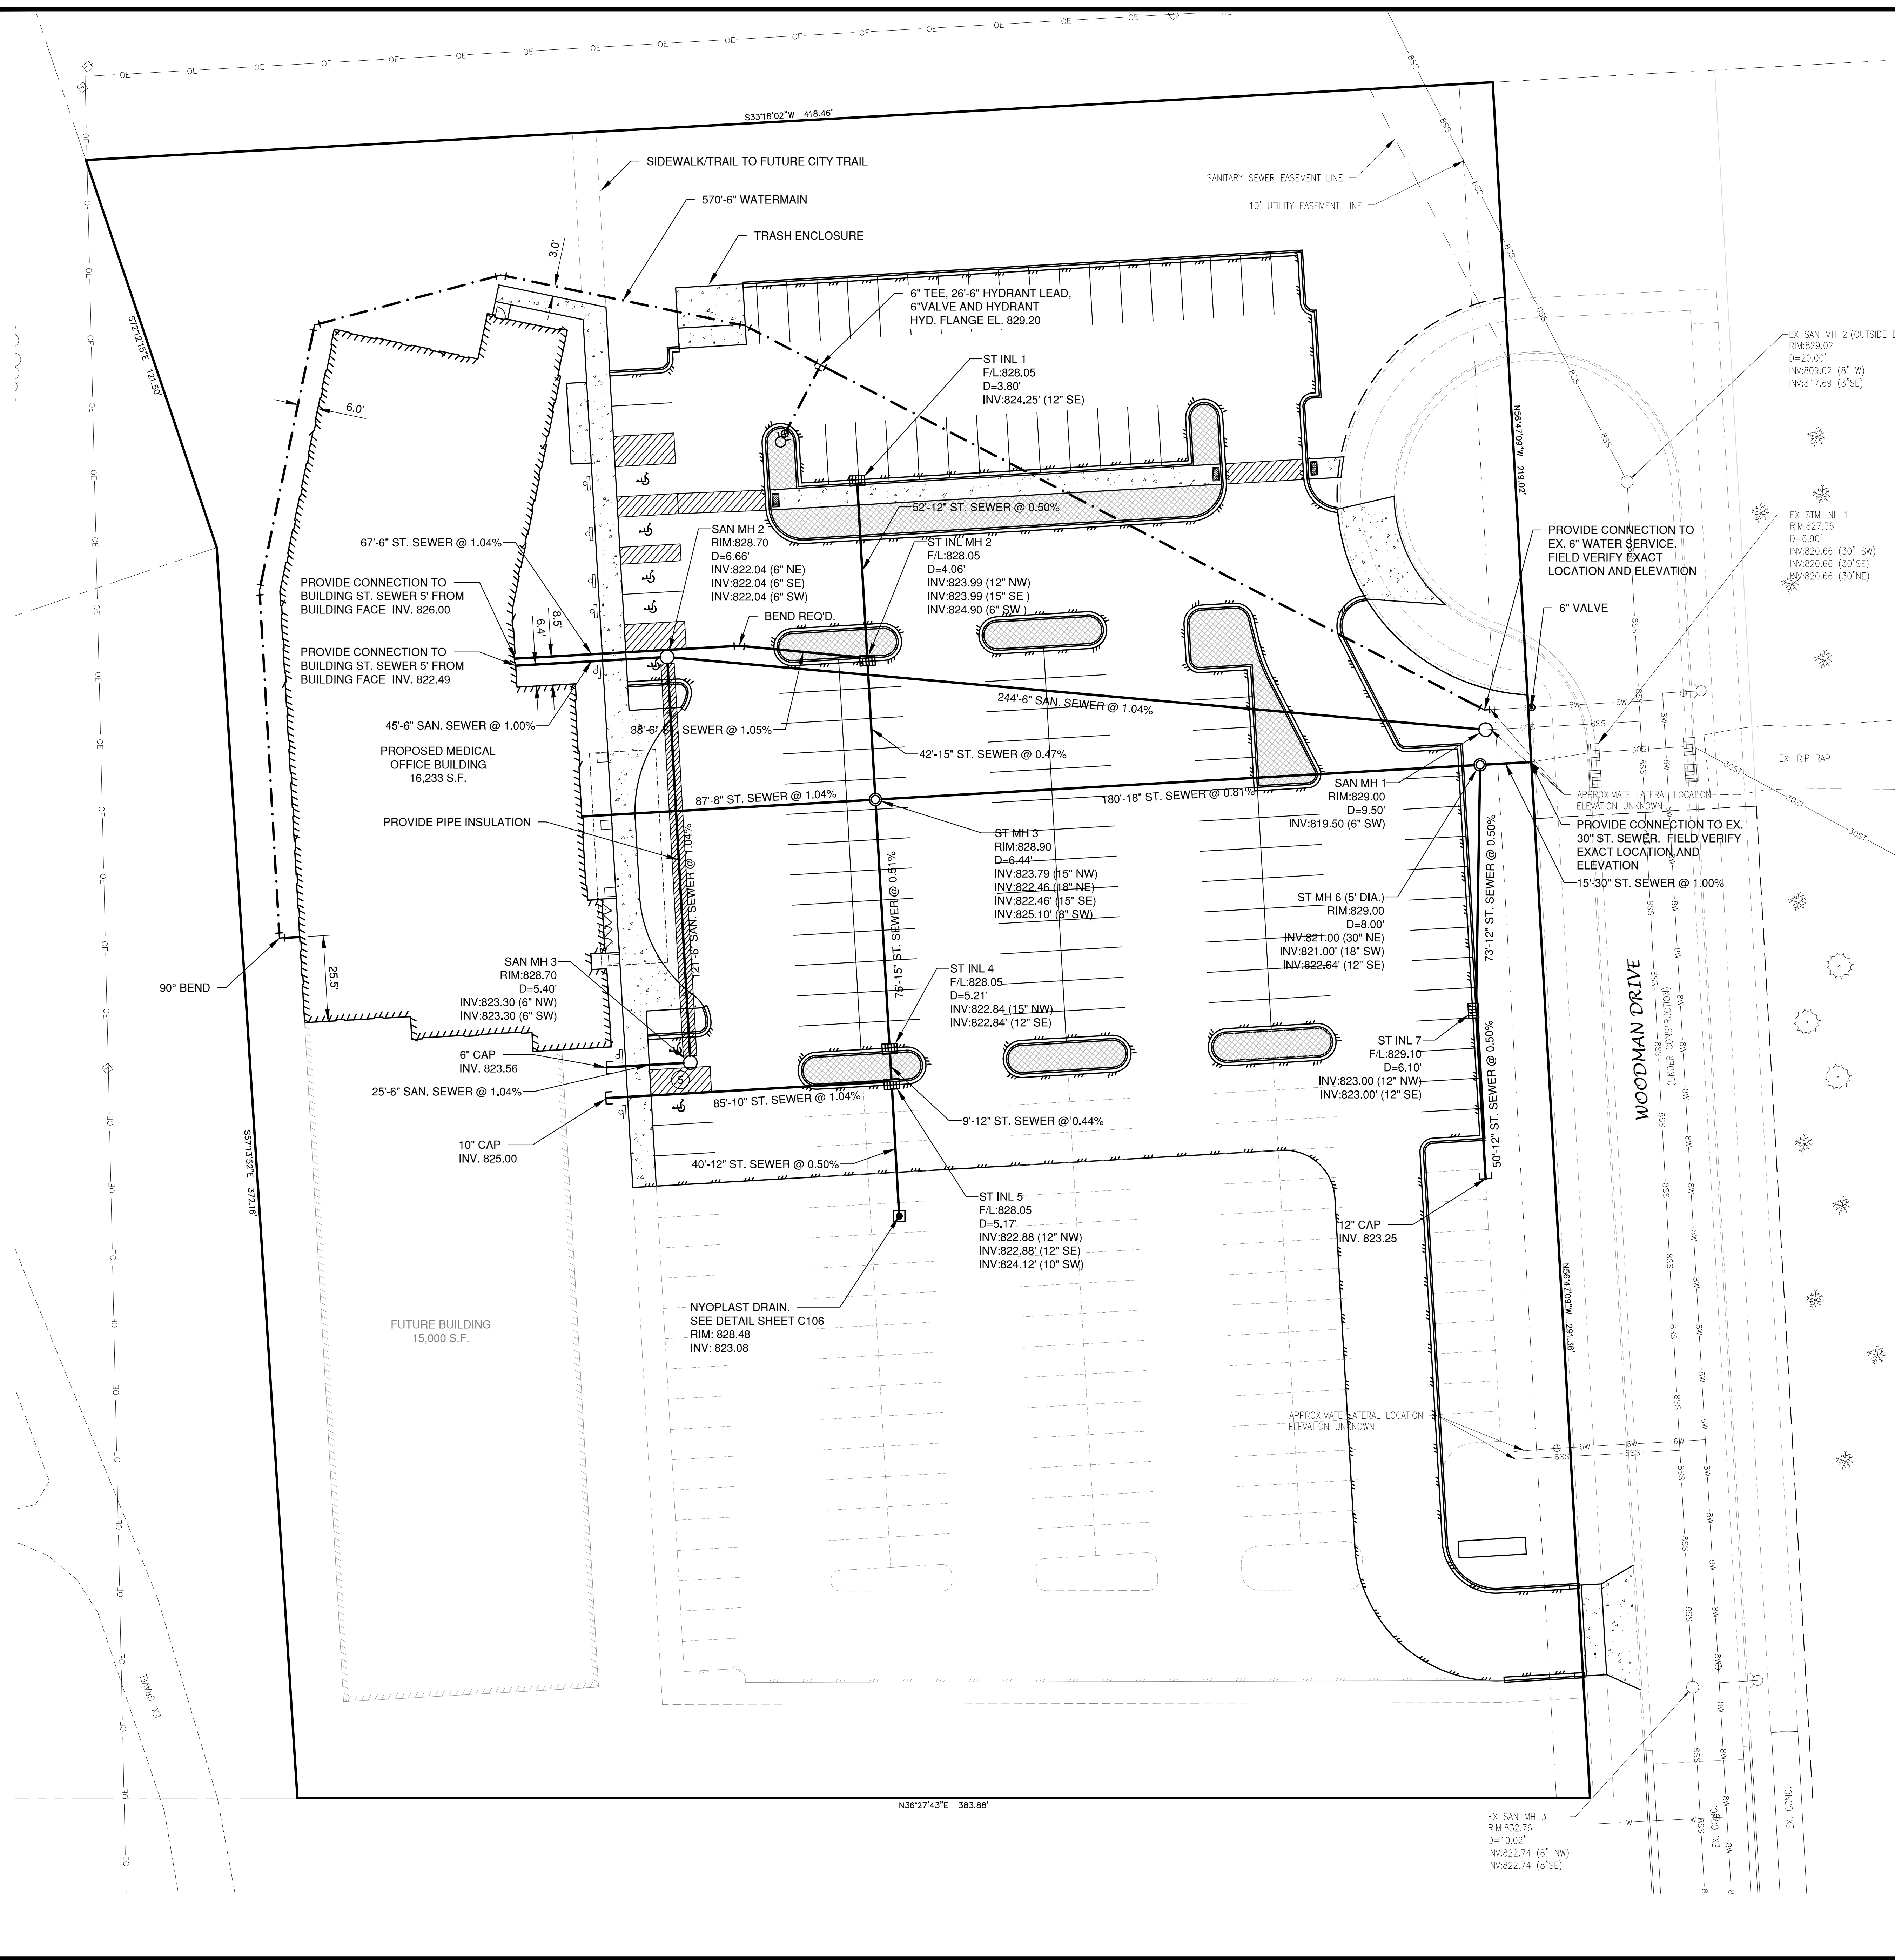 S33°18'02"W 418.46'
SIDEWALK/TRAIL TO FUTURE CITY TRAIL
570'-6" WATERMAIN
TRASH ENCLOSURE
SANITARY SEWER EASEMENT LINE
10' UTILITY EASEMENT LINE
3.0'
6.0'
S72°12'15"E 121.50'
6" TEE, 26'-6" HYDRANT LEAD,
6"VALVE AND HYDRANT
HYD. FLANGE EL. 829.20
ST INL 1
F/L:828.05
D=3.80'
INV:824.25' (12" SE)
EX SAN MH 2 (OUTSIDE D
RIM:829.02
D=20.00'
INV:809.02 (8" W)
INV:817.69 (8"SE)
N56°47'09"W 219.02'
52'-12" ST. SEWER @ 0.50%
EX STM INL 1
RIM:827.56
D=6.90'
INV:820.66 (30" SW)
INV:820.66 (30"SE)
INV:820.66 (30"NE)
PROVIDE CONNECTION TO
EX. 6" WATER SERVICE.
FIELD VERIFY EXACT
LOCATION AND ELEVATION
6" VALVE
67'-6" ST. SEWER @ 1.04%
PROVIDE CONNECTION TO
BUILDING ST. SEWER 5' FROM
BUILDING FACE INV. 826.00
SAN MH 2
RIM:828.70
D=6.66'
INV:822.04 (6" NE)
INV:822.04 (6" SE)
INV:822.04 (6" SW)
ST INL MH 2
F/L:828.05
D=4.06'
INV:823.99 (12" NW)
INV:823.99 (15" SE )
INV:824.90 (6" SW )
BEND REQ'D.
8.5'
6.4'
PROVIDE CONNECTION TO
BUILDING ST. SEWER 5' FROM
BUILDING FACE INV. 822.49
45'-6" SAN. SEWER @ 1.00%
38'-6" ST. SEWER @ 1.05%
244'-6" SAN. SEWER @ 1.04%
42'-15" ST. SEWER @ 0.47%
PROPOSED MEDICAL
OFFICE BUILDING
16,233 S.F.
87'-8" ST. SEWER @ 1.04%
180'-18" ST. SEWER @ 0.81%
PROVIDE PIPE INSULATION
SAN MH 1
RIM:829.00
D=9.50'
INV:819.50 (6" SW)
EX. RIP RAP
APPROXIMATE LATERAL LOCATION
ELEVATION UNKNOWN
PROVIDE CONNECTION TO EX.
30" ST. SEWER. FIELD VERIFY
EXACT LOCATION AND
ELEVATION
15'-30" ST. SEWER @ 1.00%
ST MH 3
RIM:828.90
D=6.44'
INV:823.79 (15" NW)
INV:822.46 (18" NE)
INV:822.46' (15" SE)
INV:825.10' (8" SW)
121'-6" SAN. SEWER @ 1.04%
75'-15" ST. SEWER @ 0.51%
73'-12" ST. SEWER @ 0.50%
ST MH 6 (5' DIA.)
RIM:829.00
D=8.00'
INV:821.00 (30" NE)
INV:821.00' (18" SW)
INV:822.64' (12" SE)
90° BEND
25.5'
SAN MH 3
RIM:828.70
D=5.40'
INV:823.30 (6" NW)
INV:823.30 (6" SW)
ST INL 4
F/L:828.05
D=5.21'
INV:822.84 (15" NW)
INV:822.84' (12" SE)
WOODMAN DRIVE
(UNDER CONSTRUCTION)
ST INL 7
F/L:829.10
D=6.10'
INV:823.00 (12" NW)
INV:823.00' (12" SE)
50'-12" ST. SEWER @ 0.50%
6" CAP
INV. 823.56
25'-6" SAN. SEWER @ 1.04%
5
85'-10" ST. SEWER @ 1.04%
9'-12" ST. SEWER @ 0.44%
10" CAP
INV. 825.00
40'-12" ST. SEWER @ 0.50%
S57°13'52"E 372.16'
ST INL 5
F/L:828.05
D=5.17'
INV:822.88 (12" NW)
INV:822.88' (12" SE)
INV:824.12' (10" SW)
12" CAP
INV. 823.25
NYOPLAST DRAIN.
SEE DETAIL SHEET C106
RIM: 828.48
INV: 823.08
FUTURE BUILDING
15,000 S.F.
N56°47'09"W 291.36'
APPROXIMATE LATERAL LOCATION
ELEVATION UNKNOWN
EX. GRAVEL
N36°27'43"E 383.88'
EX SAN MH 3
RIM:832.76
D=10.02'
INV:822.74 (8" NW)
INV:822.74 (8"SE)
EX. CONC.
EX. CONC.